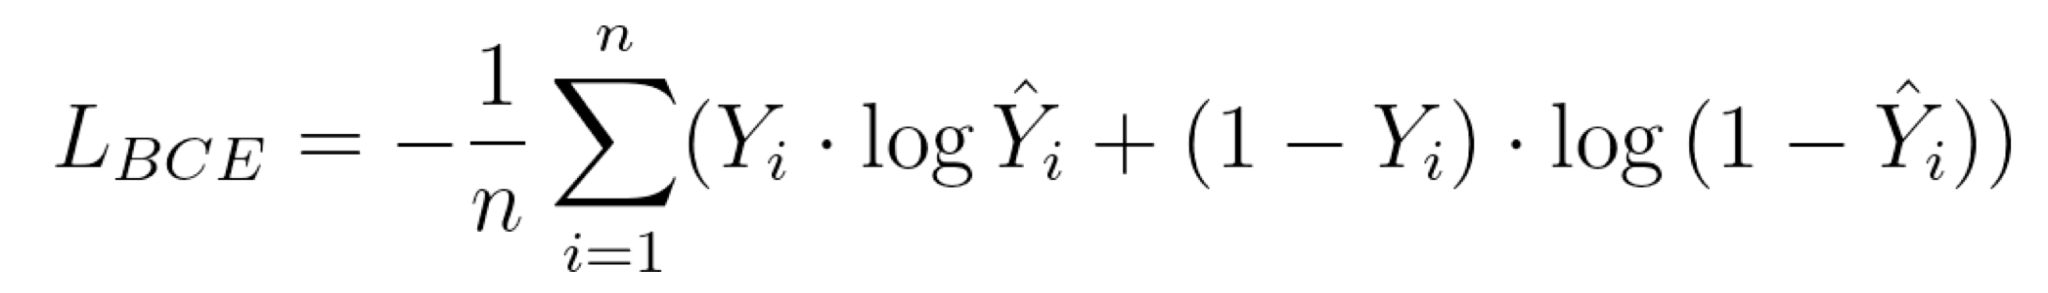 L_{BCE} = -\frac{1}{n} \sum_{i=1}^{n} (Y_i \cdot \log \hat{Y}_i + (1 - Y_i) \cdot \log (1 - \hat{Y}_i))